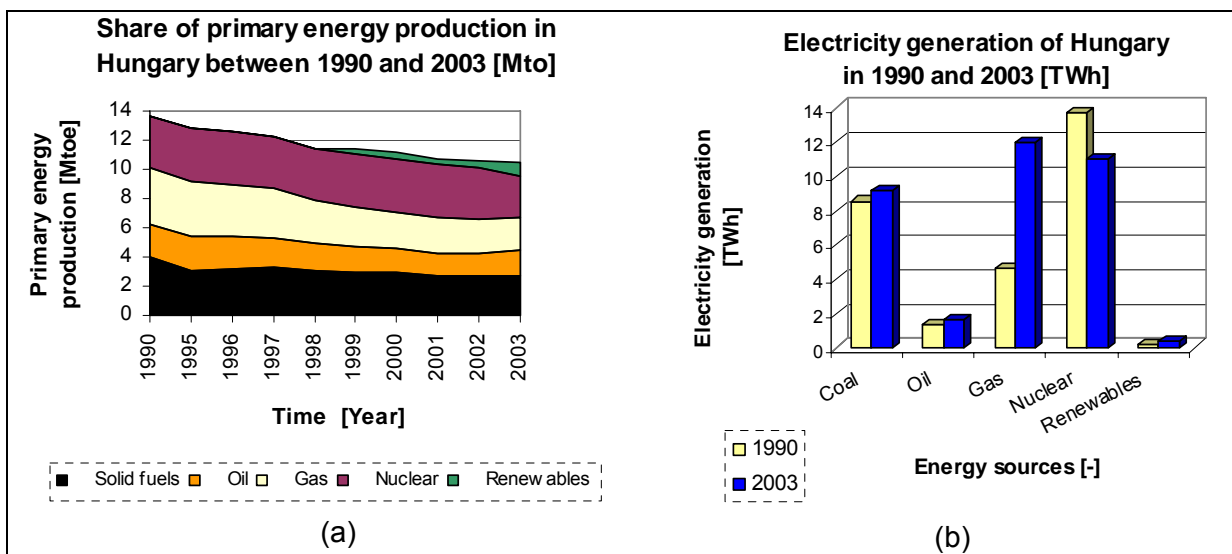 Share of primary energy production in
Hungary between 1990 and 2003 [Mto]
Primary energy
production [Mtoe]
14
12
10
8
6
4
2
0
1990
1995
1996
1997
1998
1999
2000
2001
2002
2003
Time [Year]
Solid fuels Oil Gas Nuclear Renew ables
(a)
Electricity generation of Hungary
in 1990 and 2003 [TWh]
Electricity generation
[TWh]
14
12
10
8
6
4
2
0
Coal
Oil
Gas
Nuclear
Renewables
1990
2003
Energy sources [-]
(b)